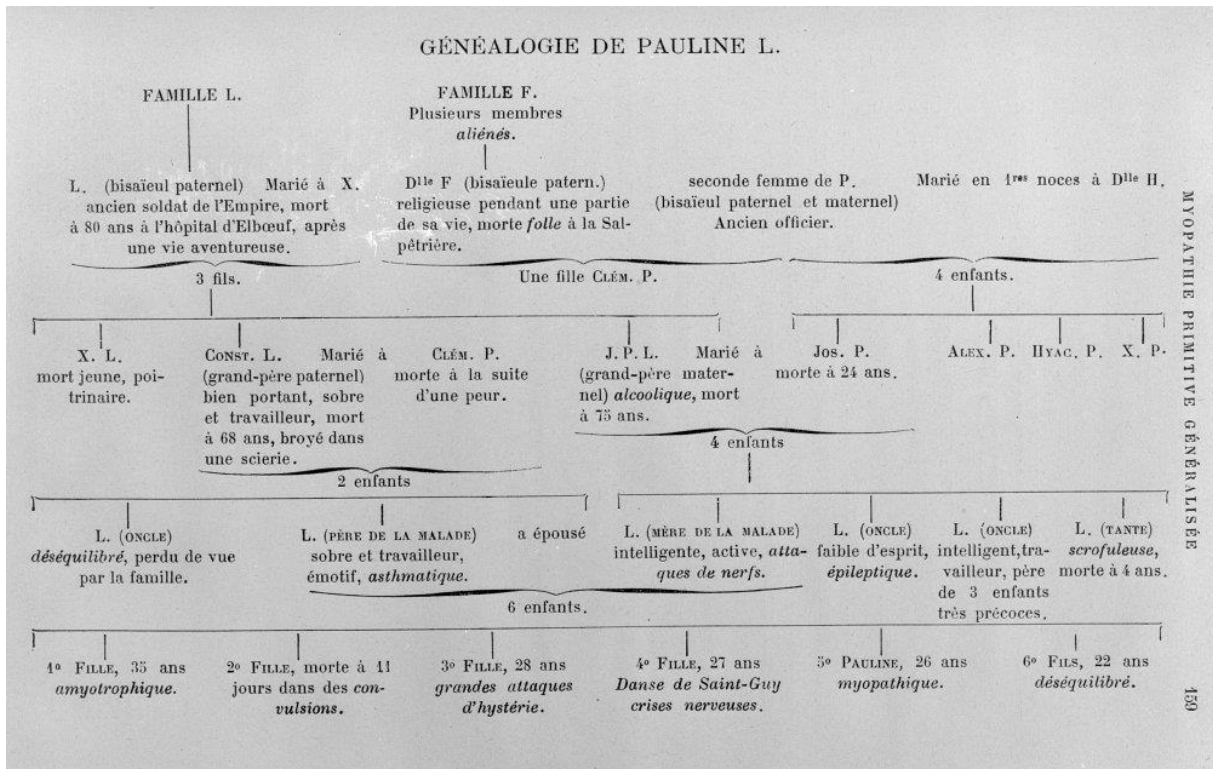 GÉNÉALOGIE DE PAULINE L.
FAMILLE L.
FAMILLE F.
Plusieurs membres
aliénés.
L. (bisaïeul paternel) Marié à X.
ancien soldat de l'Empire, mort
à 80 ans à l'hôpital d'Elbœuf, après
une vie aventureuse.
Dlle F (bisaïeule patern.)
religieuse pendant une partie
de sa vie, morte folle à la Sal-
pêtrière.
seconde femme de P.
(bisaïeul paternel et maternel)
Ancien officier.
Marié en 1res noces à Dlle H.
3 fils.
Une fille CLÉM. P.
4 enfants.
X. L.
mort jeune, poi-
trinaire.
CONST. L. Marié à
(grand-père paternel)
bien portant, sobre
et travailleur, mort
à 68 ans, broyé dans
une scierie.
CLÉM. P.
morte à la suite
d'une peur.
J. P. L. Marié à
(grand-père mater-
nel) alcoolique, mort
à 75 ans.
JOS. P.
morte à 24 ans.
ALEX. P.
HYAC. P.
X. P.
2 enfants
4 enfants
L. (ONCLE)
déséquilibré, perdu de vue
par la famille.
L. (PÈRE DE LA MALADE) a épousé
sobre et travailleur,
émotif, asthmatique.
L. (MÈRE DE LA MALADE)
intelligente, active, atta-
ques de nerfs.
L. (ONCLE)
faible d'esprit,
épileptique.
L. (ONCLE)
intelligent, tra-
vailleur, père
de 3 enfants
très précoces.
L. (TANTE)
scrofuleuse,
morte à 4 ans.
6 enfants.
1o FILLE, 35 ans
amyotrophique.
2o FILLE, morte à 11
jours dans des con-
vulsions.
3o FILLE, 28 ans
grandes attaques
d'hystérie.
4o FILLE, 27 ans
Danse de Saint-Guy
crises nerveuses.
5o PAULINE, 26 ans
myopathique.
6o FILS, 22 ans
déséquilibré.
MYOPATHIE PRIMITIVE GÉNÉRALISÉE
159